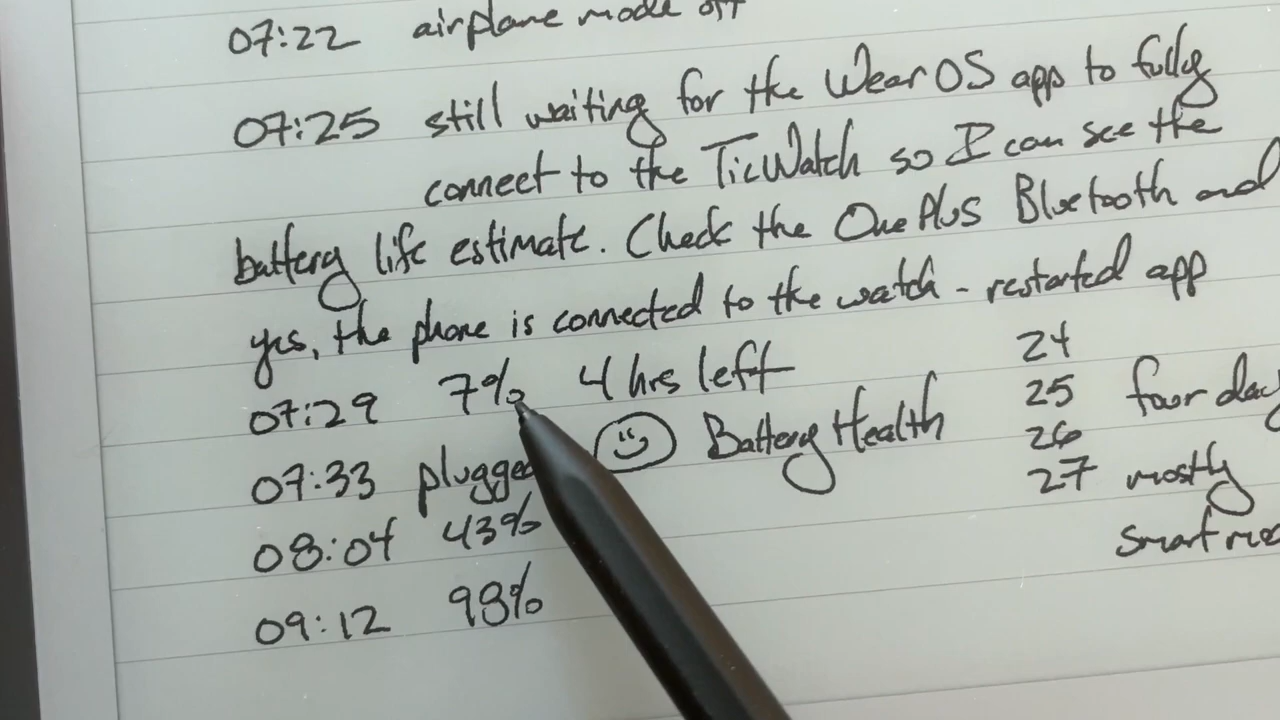 07:22 airplane mode off
07:25 still waiting for the WearOS app to fully
connect to the TicWatch so I can see the
battery life estimate. Check the OnePlus Bluetooth and
yes, the phone is connected to the watch - restarted app
07:29 7% 4 hrs left 24
25 four day
07:33 plugged Battery Health 26
27 mostly
08:04 43% smart
09:12 98%